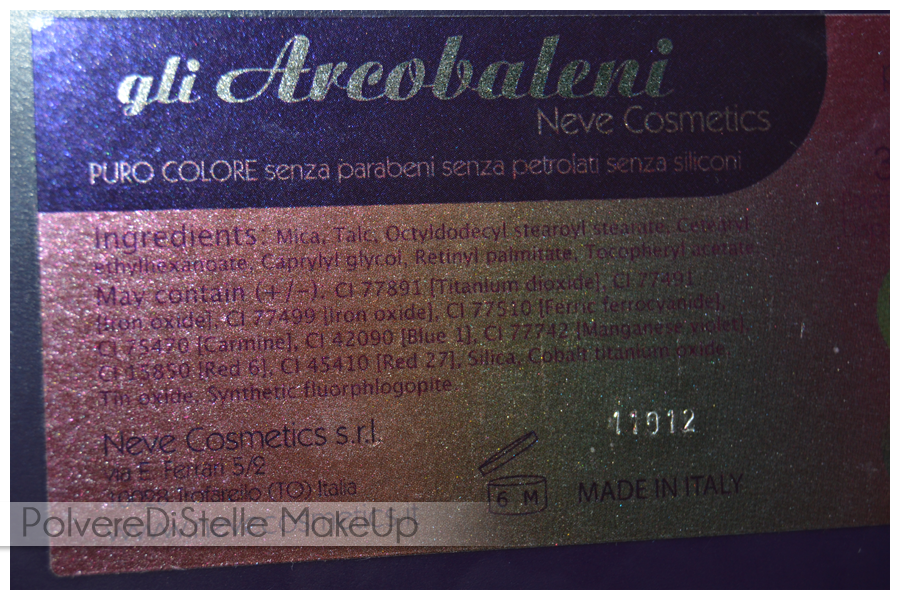 gli Arcobaleni
Neve Cosmetics
PURO COLORE senza parabeni senza petrolati senza siliconi
Ingredients: Mica, Talc, Octyldodecyl stearoyl stearate, Cetearyl
ethylhexanoate, Caprylyl glycol, Retinyl palmitate, Tocopheryl acetate.
May contain (+/-). CI 77891 [Titanium dioxide], CI 77491
[Iron oxide], CI 77499 [Iron oxide], CI 77510 [Ferric ferrocyanide],
CI 75470 [Carmine], CI 42090 [Blue 1], CI 77742 [Manganese violet],
CI 15850 [Red 6], CI 45410 [Red 27], Silica, Cobalt titanium oxide,
Tin oxide, Synthetic fluorphlogopite
11912
Neve Cosmetics s.r.l.
via E. Ferrari 5/2
10028 Trofarello (TO) Italia
6 M
MADE IN ITALY
PolvereDiStelle MakeUp